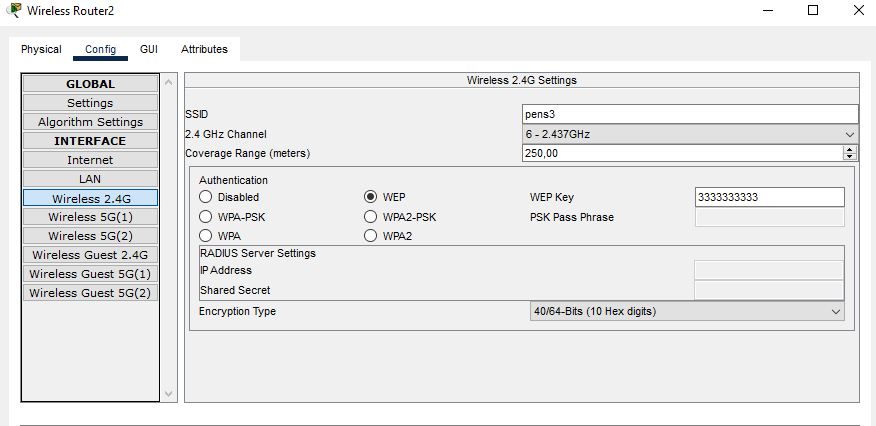 Wireless Router2
Physical Config GUI Attributes
GLOBAL
Settings
Algorithm Settings
INTERFACE
Internet
LAN
Wireless 2.4G
Wireless 5G(1)
Wireless 5G(2)
Wireless Guest 2.4G
Wireless Guest 5G(1)
Wireless Guest 5G(2)
Wireless 2.4G Settings
SSID pens3
2.4 GHz Channel 6 - 2.437GHz
Coverage Range (meters) 250,00
Authentication
Disabled WEP WEP Key 3333333333
WPA-PSK WPA2-PSK PSK Pass Phrase
WPA WPA2
RADIUS Server Settings
IP Address
Shared Secret
Encryption Type 40/64-Bits (10 Hex digits)